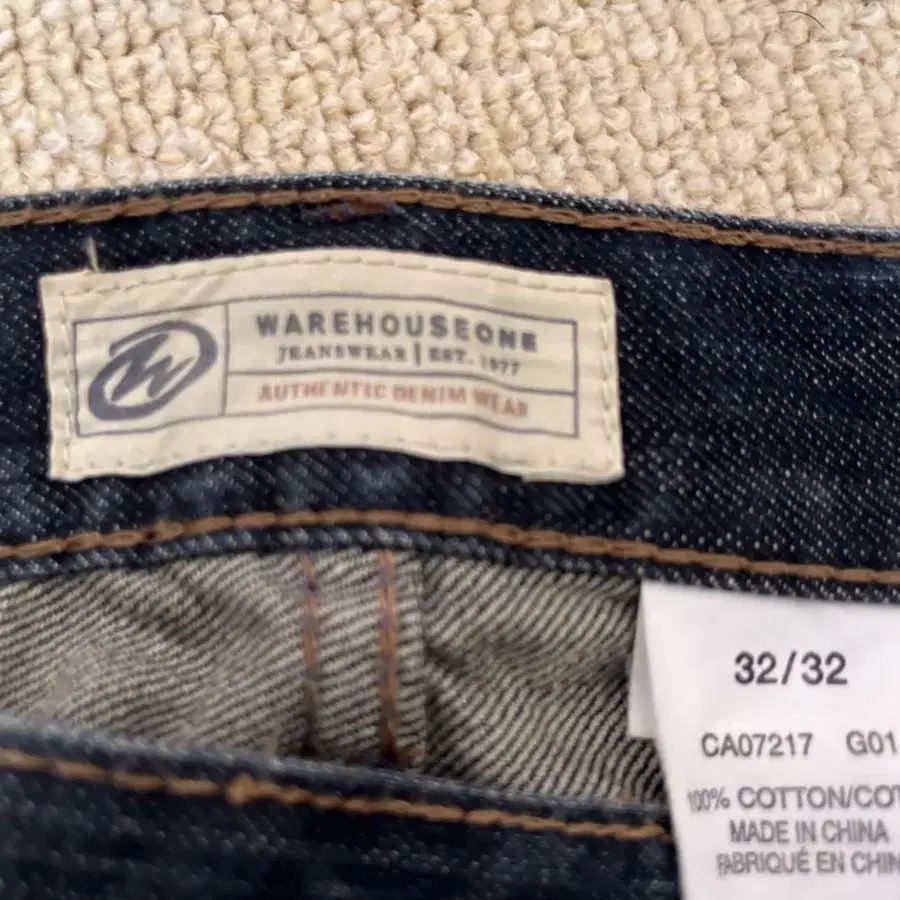 WAREHOUSEONE
JEANSWEAR | EST. 1977
AUTHENTIC DENIM WEAR
32/32
CA07217 G01
100% COTTON/COT
MADE IN CHINA
FABRIQUÉ EN CHIN